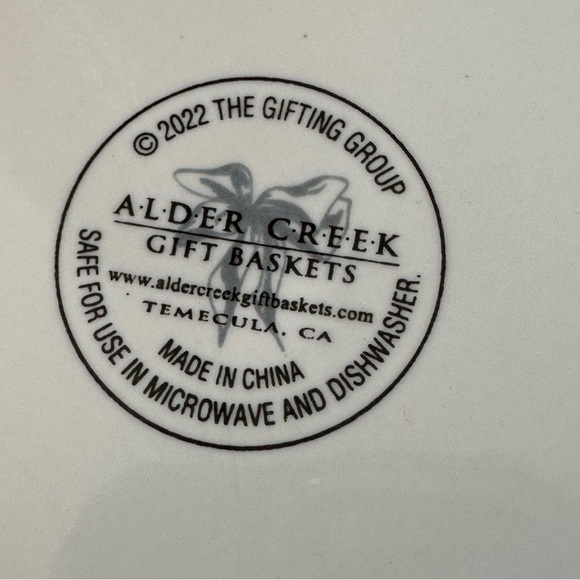 © 2022 THE GIFTING GROUP
A·L·D·E·R C·R·E·E·K
GIFT BASKETS
www.aldercreekgiftbaskets.com
TEMECULA, CA
MADE IN CHINA
SAFE FOR USE IN MICROWAVE AND DISHWASHER.